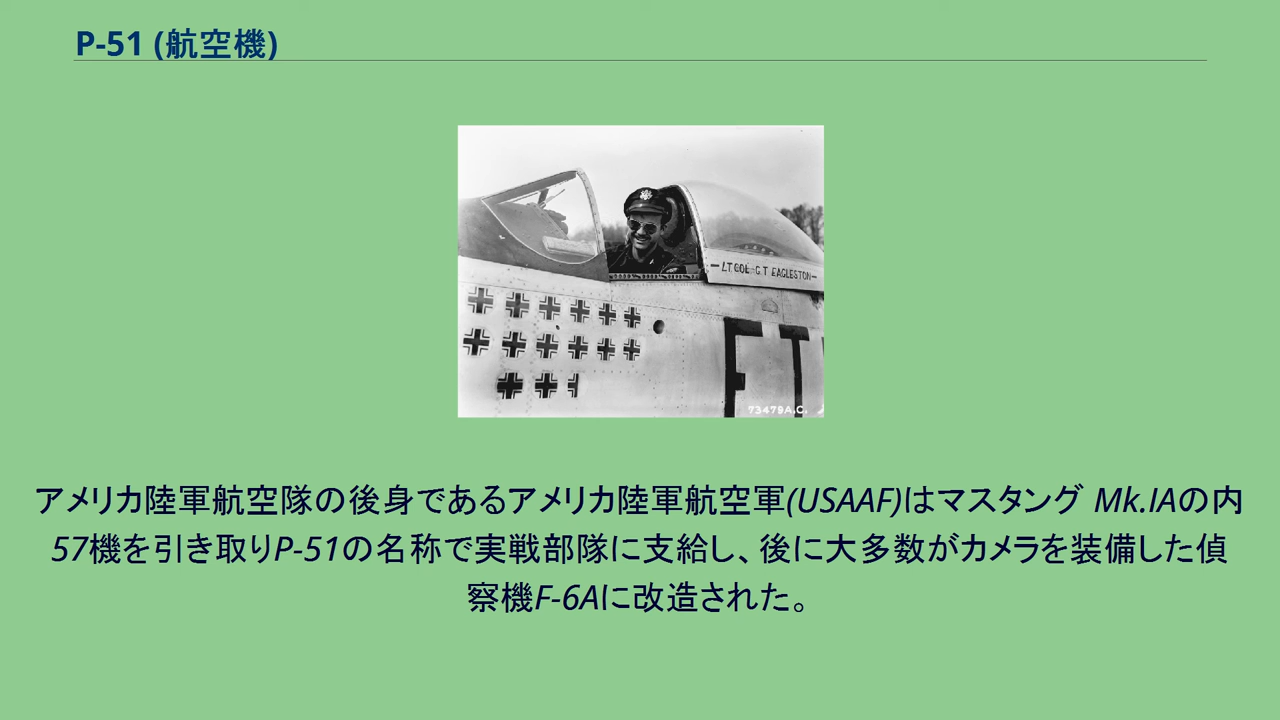 P-51 (航空機)
LT COL G T EAGLESTON
FT
73479A.C.
アメリカ陸軍航空隊の後身であるアメリカ陸軍航空軍(USAAF)はマスタング Mk.IAの内
57機を引き取りP-51の名称で実戦部隊に支給し、後に大多数がカメラを装備した偵
察機F-6Aに改造された。